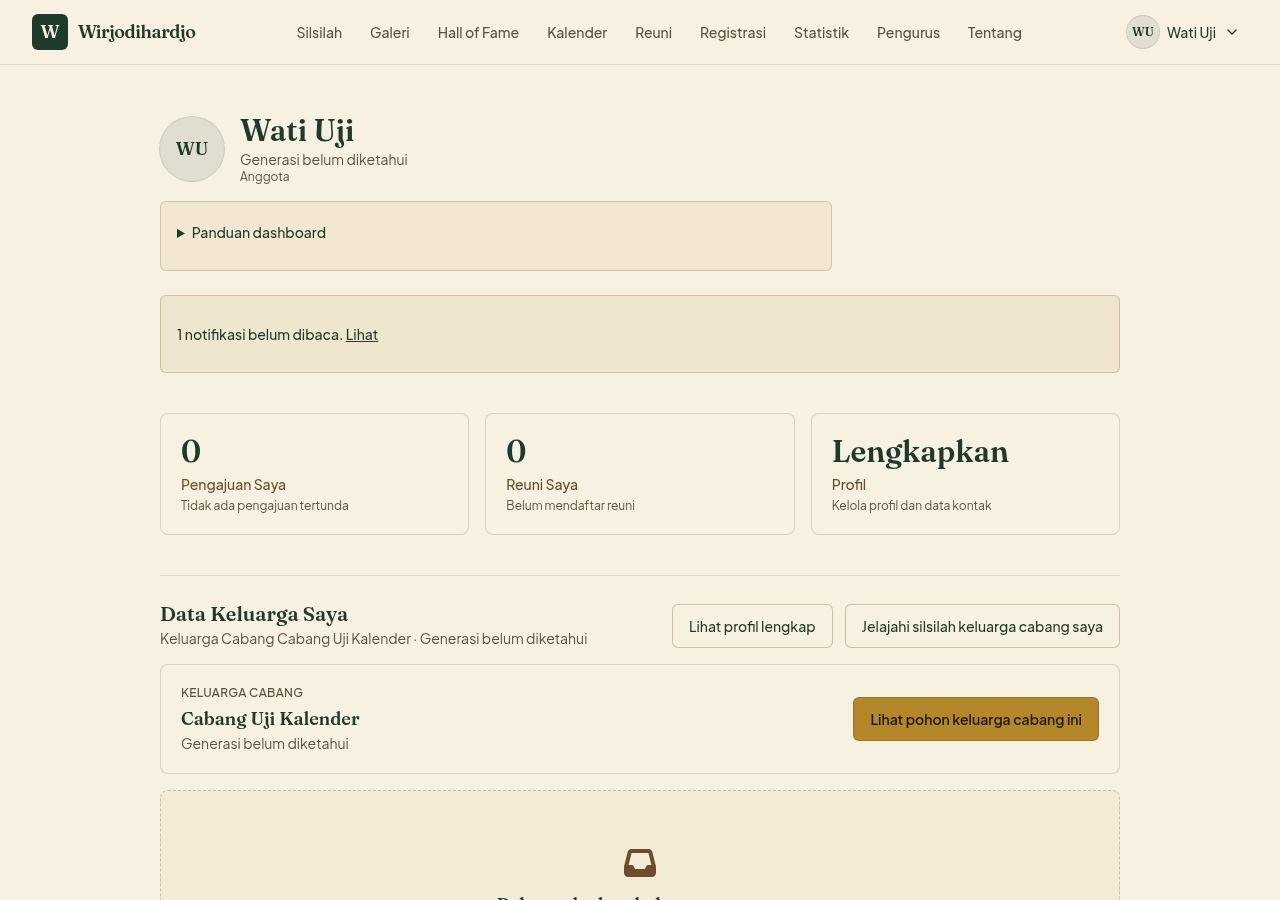 W Wirjodihardjo Silsilah Galeri Hall of Fame Kalender Reuni Registrasi Statistik Pengurus Tentang WU Wati Uji
WU
Wati Uji
Generasi belum diketahui
Anggota
Panduan dashboard
1 notifikasi belum dibaca. Lihat
0
Pengajuan Saya
Tidak ada pengajuan tertunda
0
Reuni Saya
Belum mendaftar reuni
Lengkapkan
Profil
Kelola profil dan data kontak
Data Keluarga Saya
Keluarga Cabang Cabang Uji Kalender · Generasi belum diketahui
Lihat profil lengkap
Jelajahi silsilah keluarga cabang saya
KELUARGA CABANG
Cabang Uji Kalender
Generasi belum diketahui
Lihat pohon keluarga cabang ini